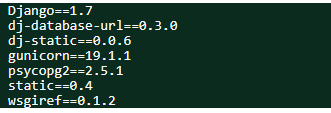 Django==1.7
dj-database-url==0.3.0
dj-static==0.0.6
gunicorn==19.1.1
psycopg2==2.5.1
static==0.4
wsgiref==0.1.2